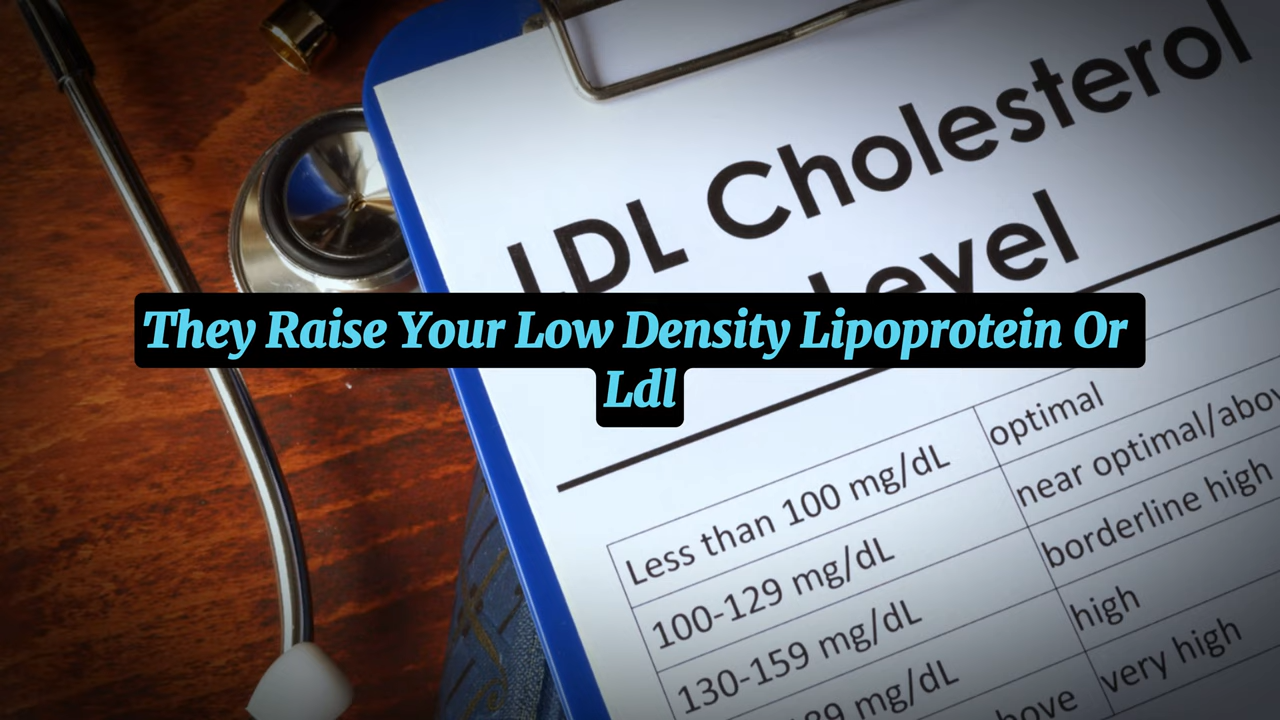 LDL Cholesterol
Level
They Raise Your Low Density Lipoprotein Or
Ldl
Less than 100 mg/dL optimal
100-129 mg/dL near optimal/abov
130-159 mg/dL borderline high
89 mg/dL high
bove very high